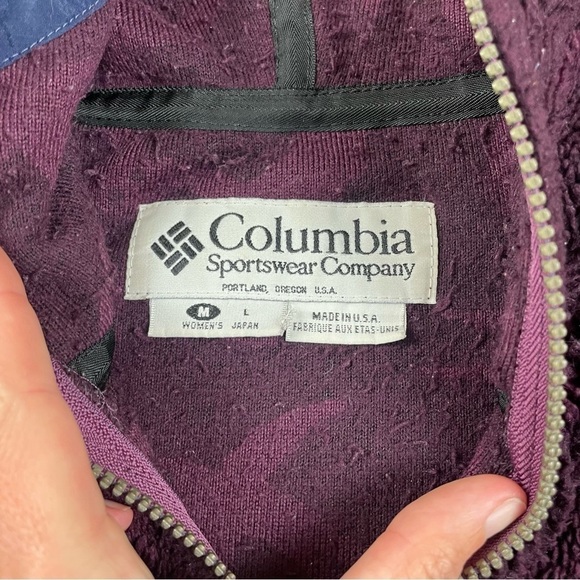 Columbia
Sportswear Company
PORTLAND, OREGON U.S.A.
M L
WOMEN'S JAPAN
MADE IN U.S.A.
FABRIQUE AUX ETAS-UNIS